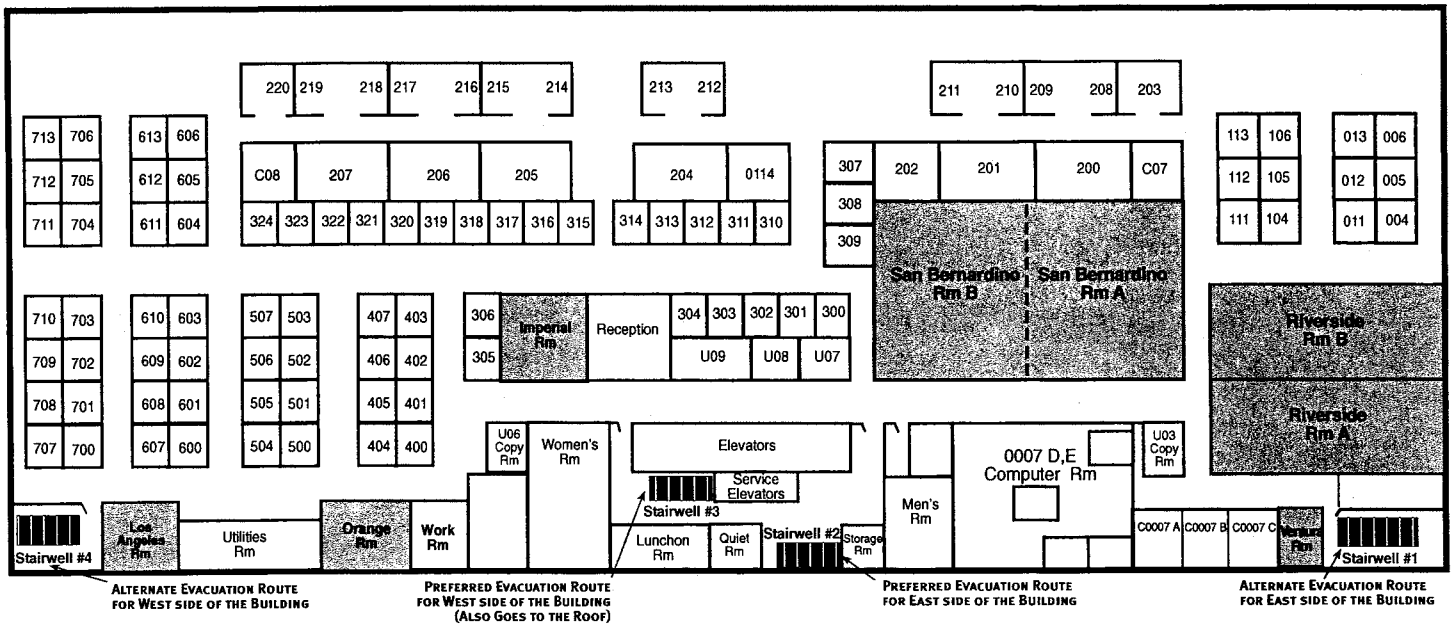 220 219 218 217 216 215 214 213 212 211 210 209 208 203
713 706 613 606 113 106 013 006
C08 207 206 205 204 0114 307 202 201 200 C07
712 705 612 605 308 112 105 012 005
711 704 611 604 324 323 322 321 320 319 318 317 316 315 314 313 312 311 310 309 111 104 011 004
San Bernardino Rm B
San Bernardino Rm A
710 703 610 603 507 503 407 403 306
Imperial Rm
Reception
304 303 302 301 300
Riverside Rm B
709 702 609 602 506 502 406 402 305 U09 U08 U07
708 701 608 601 505 501 405 401
Riverside Rm A
707 700 607 600 504 500 404 400
U06 Copy Rm
Women's Rm
Elevators
0007 D,E
Computer Rm
U03 Copy Rm
Service Elevators
Stairwell #3
Men's Rm
Los Angeles Rm
Utilities Rm
Orange Rm
Work Rm
Lunchon Rm
Quiet Rm
Stairwell #2
Storage Rm
C0007 A C0007 B C0007 C
Ventura Rm
Stairwell #4
Stairwell #1
Alternate Evacuation Route
for West side of the Building
Preferred Evacuation Route
for West side of the Building
(Also Goes to the Roof)
Preferred Evacuation Route
for East side of the Building
Alternate Evacuation Route
for East side of the Building